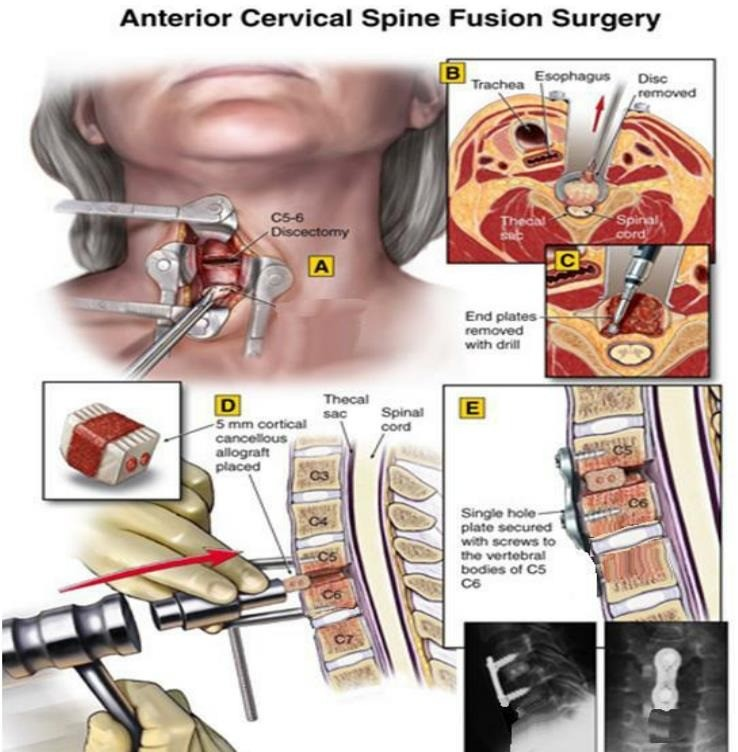 Anterior Cervical Spine Fusion Surgery
C5-6
Discectomy
A
B
Trachea
Esophagus
Disc
removed
Thecal
sac
Spinal
cord
C
End plates
removed
with drill
D
5 mm cortical
cancellous
allograft
placed
Thecal
sac
Spinal
cord
C3
C4
C5
C6
C7
E
C5
C6
Single hole
plate secured
with screws to
the vertebral
bodies of C5
C6